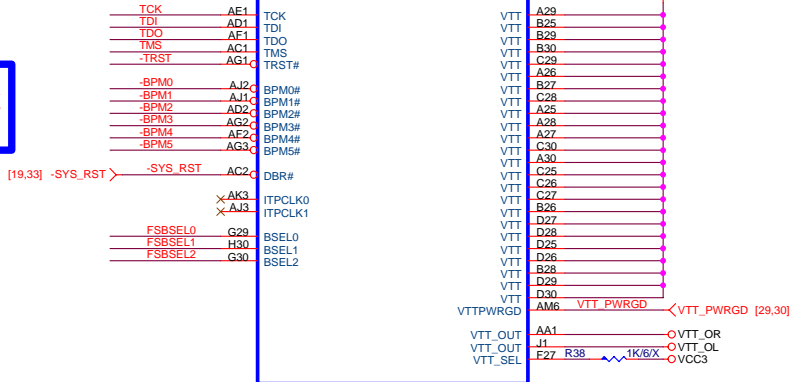 TCK AE1 TCK VTT A29
TDI AD1 TDI VTT B25
TDO AF1 TDO VTT B29
TMS AC1 TMS VTT B30
-TRST AG1 TRST# VTT C29
VTT A26
-BPM0 AJ2 BPM0# VTT B27
-BPM1 AJ1 BPM1# VTT C28
-BPM2 AD2 BPM2# VTT A25
-BPM3 AG2 BPM3# VTT A28
-BPM4 AF2 BPM4# VTT A27
-BPM5 AG3 BPM5# VTT C30
VTT A30
[19,33] -SYS_RST -SYS_RST AC2 DBR# VTT C25
VTT C26
AK3 ITPCLK0 VTT C27
AJ3 ITPCLK1 VTT B26
VTT D27
FSBSEL0 G29 BSEL0 VTT D28
FSBSEL1 H30 BSEL1 VTT D25
FSBSEL2 G30 BSEL2 VTT D26
VTT B28
VTT D29
VTT D30
VTTPWRGD AM6 VTT_PWRGD VTT_PWRGD [29,30]
VTT_OUT AA1 VTT_OR
VTT_OUT J1 VTT_OL
VTT_SEL F27 R38 1K/6/X VCC3